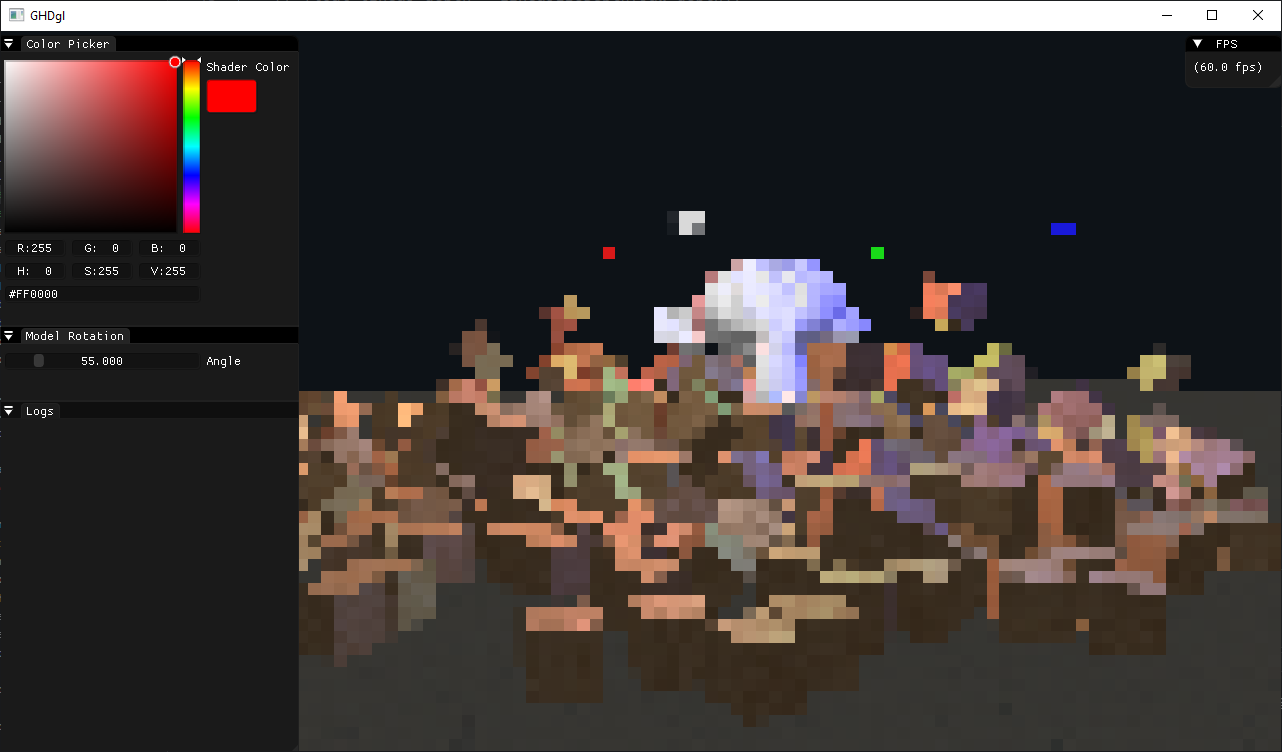 GHDgl
Color Picker
FPS
Shader Color
(60.0 fps)
R:255 G: 0 B: 0
H: 0 S:255 V:255
#FF0000
Model Rotation
55.000 Angle
Logs